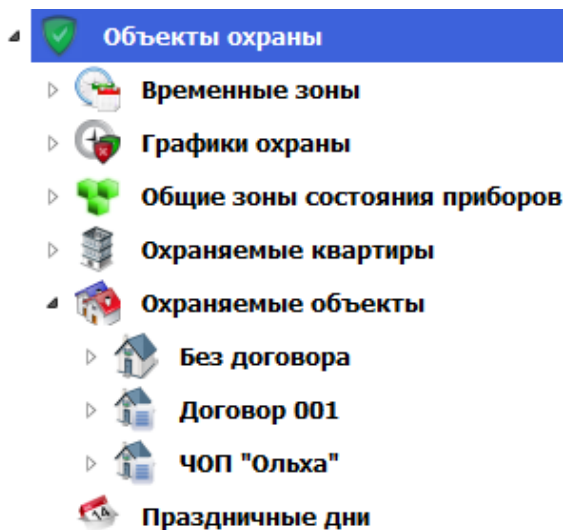 Объекты охраны
Временные зоны
Графики охраны
Общие зоны состояния приборов
Охраняемые квартиры
Охраняемые объекты
Без договора
Договор 001
ЧОП "Ольха"
14
Праздничные дни